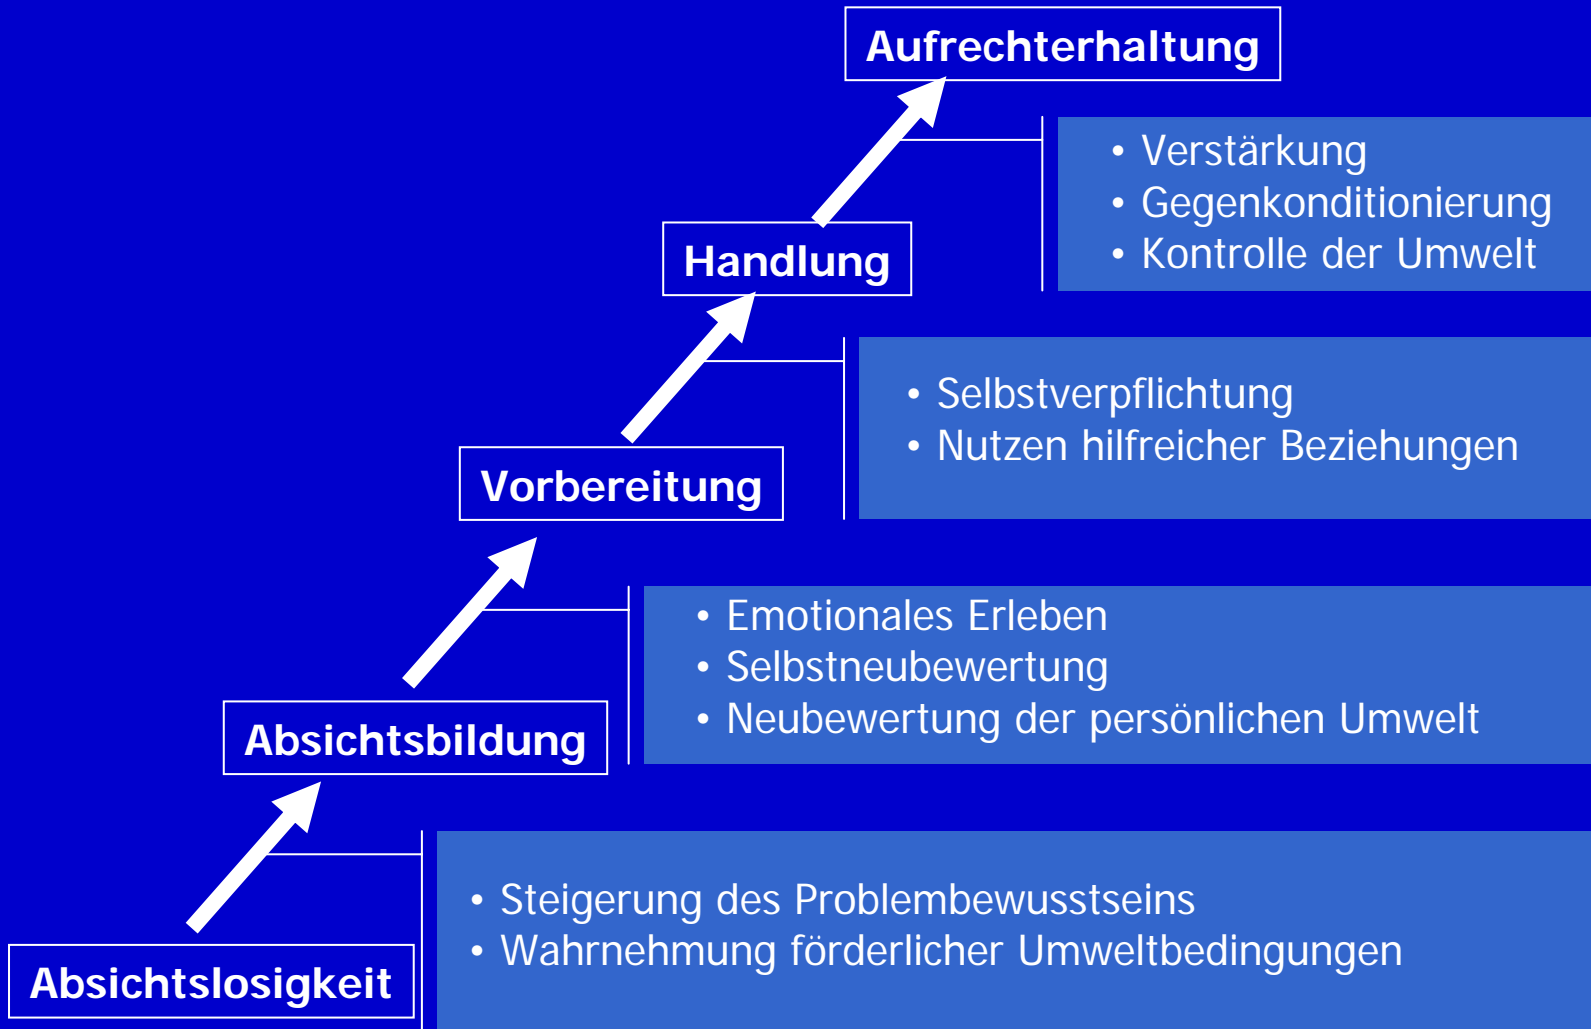 Aufrechterhaltung
• Verstärkung
• Gegenkonditionierung
• Kontrolle der Umwelt
Handlung
• Selbstverpflichtung
• Nutzen hilfreicher Beziehungen
Vorbereitung
• Emotionales Erleben
• Selbstneubewertung
• Neubewertung der persönlichen Umwelt
Absichtsbildung
• Steigerung des Problembewusstseins
• Wahrnehmung förderlicher Umweltbedingungen
Absichtslosigkeit